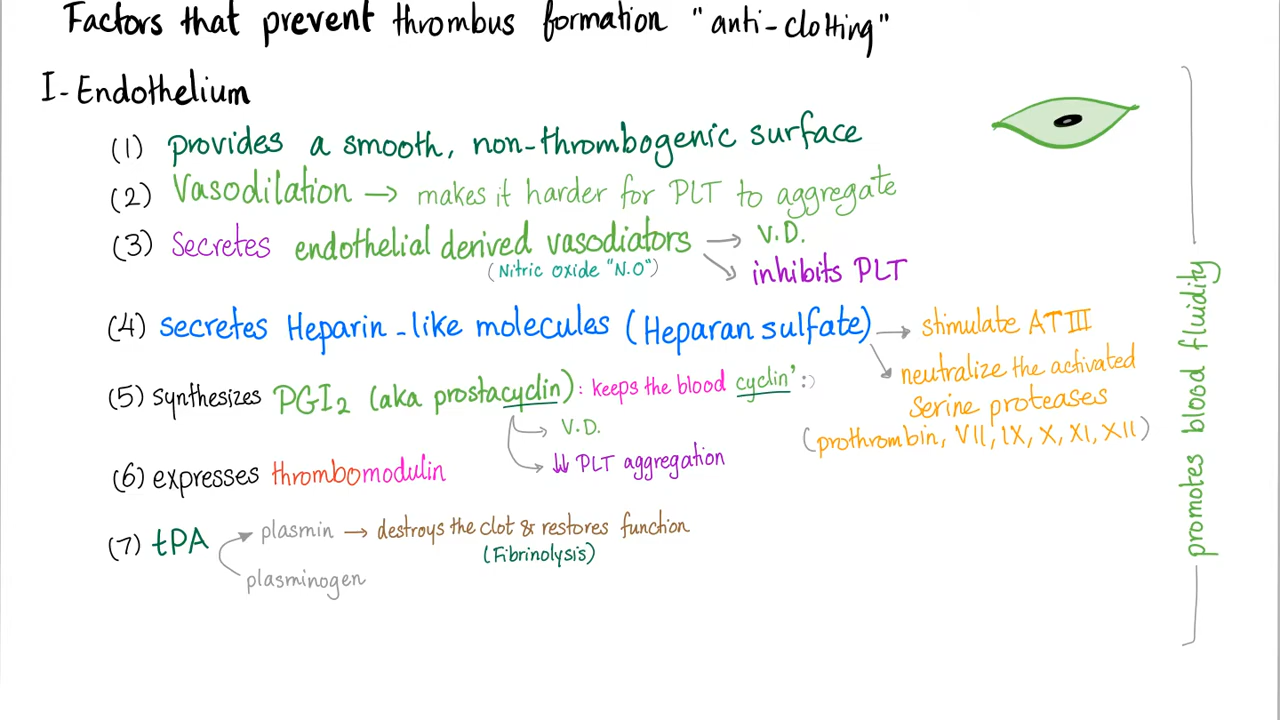 Factors that prevent thrombus formation "anti-clotting"
I- Endothelium
(1) provides a smooth, non-thrombogenic surface
(2) Vasodilation → makes it harder for PLT to aggregate
(3) Secretes endothelial derived vasodiators → V.D.
(Nitric oxide "N.O")
inhibits PLT
(4) secretes Heparin-like molecules (Heparan sulfate) → stimulate AT III
neutralize the activated
serine proteases
(prothrombin, VII, IX, X, XI, XII)
(5) synthesizes PGI2 (aka prostacyclin): keeps the blood cyclin' :)
V.D.
↓↓ PLT aggregation
(6) expresses thrombomodulin
(7) tPA
plasmin → destroys the clot & restores function
(Fibrinolysis)
plasminogen
promotes blood fluidity